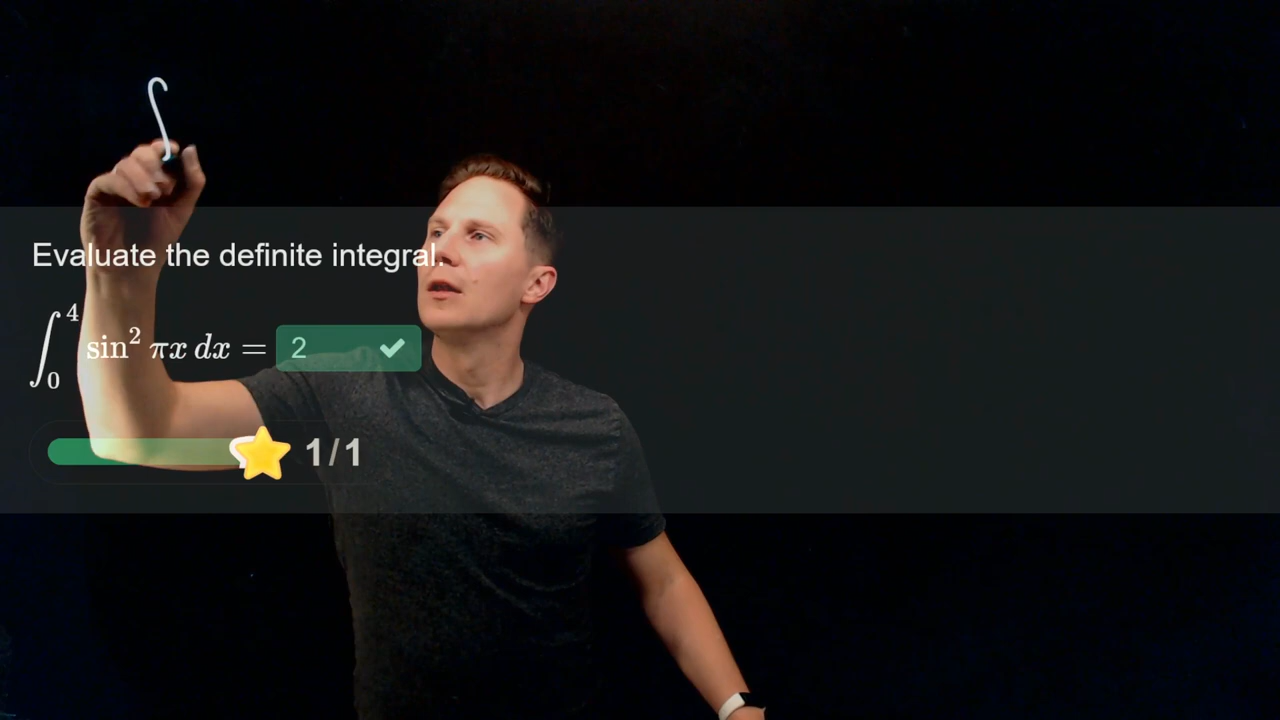 Evaluate the definite integral.
∫₀⁴ sin² πx dx = 2 ✔
1/1